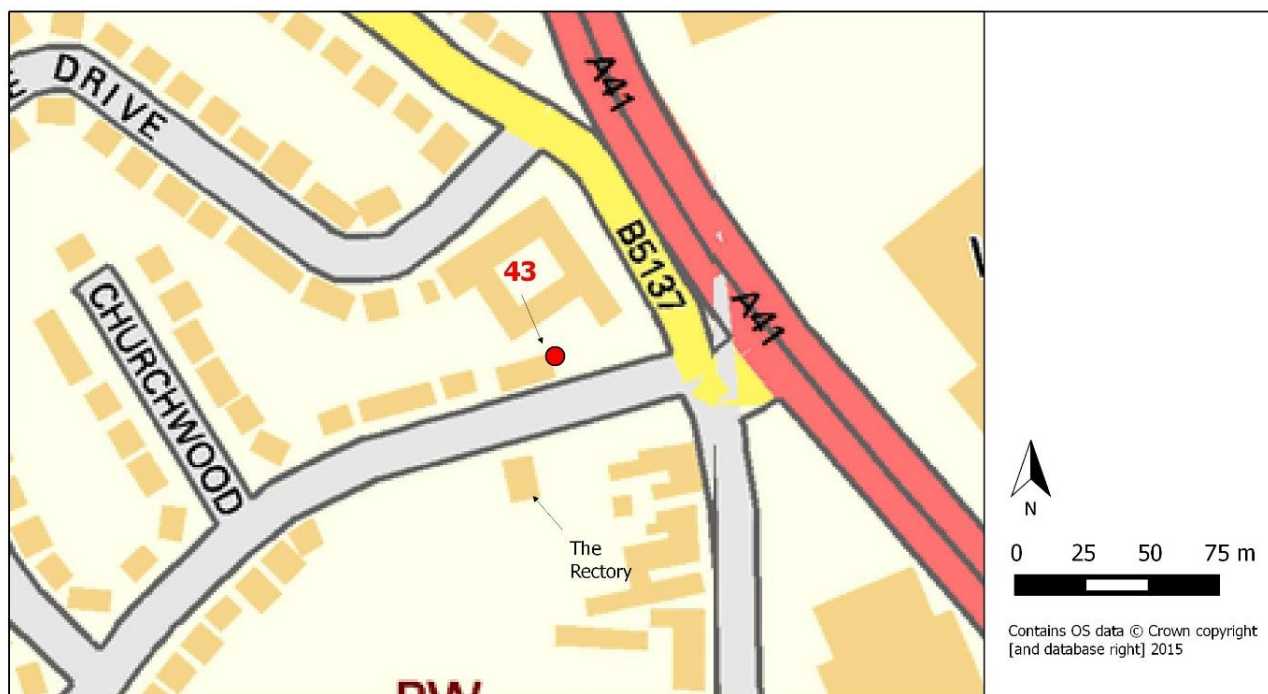 DRIVE
A41
B5137
43
A41
CHURCHWOOD
The
Rectory
N
0 25 50 75 m
Contains OS data © Crown copyright
[and database right] 2015